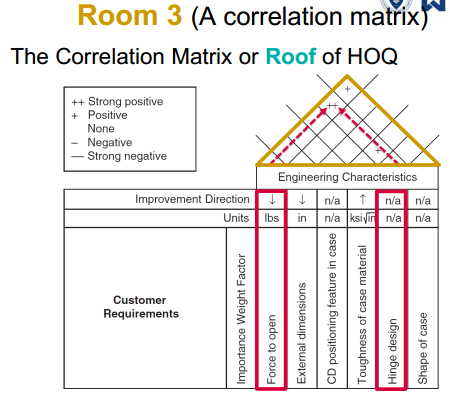 Room 3 (A correlation matrix)
The Correlation Matrix or Roof of HOQ
++ Strong positive
+ Positive
None
– Negative
— Strong negative
+
++
+
Engineering Characteristics
Improvement Direction ↓ ↓ n/a ↑ n/a n/a
Units lbs in n/a ksi√in n/a n/a
Customer
Requirements
Importance Weight Factor
Force to open
External dimensions
CD positioning feature in case
Toughness of case material
Hinge design
Shape of case